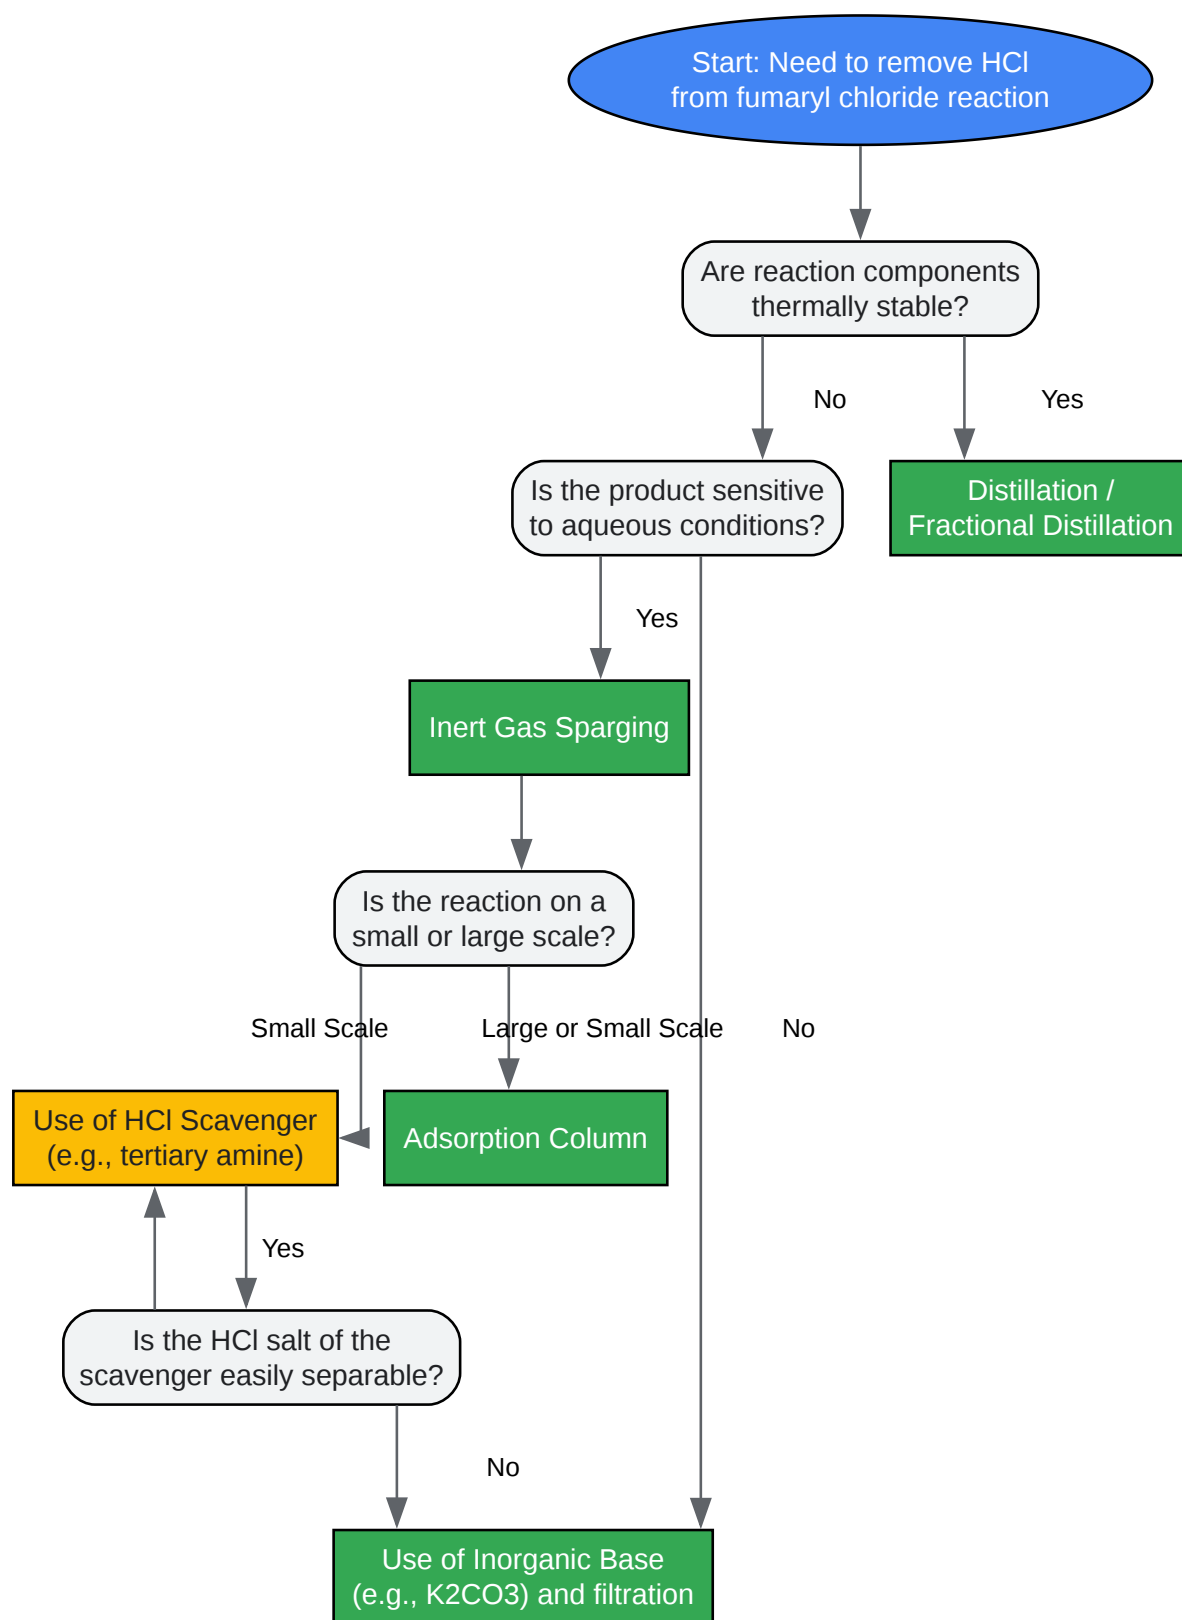 Start: Need to remove HCl
from fumaryl chloride reaction
Are reaction components
thermally stable?
No
Yes
Is the product sensitive
to aqueous conditions?
Distillation /
Fractional Distillation
Yes
Inert Gas Sparging
Is the reaction on a
small or large scale?
Small Scale
Large or Small Scale
No
Use of HCl Scavenger
(e.g., tertiary amine)
Adsorption Column
Yes
Is the HCl salt of the
scavenger easily separable?
No
Use of Inorganic Base
(e.g., K2CO3) and filtration